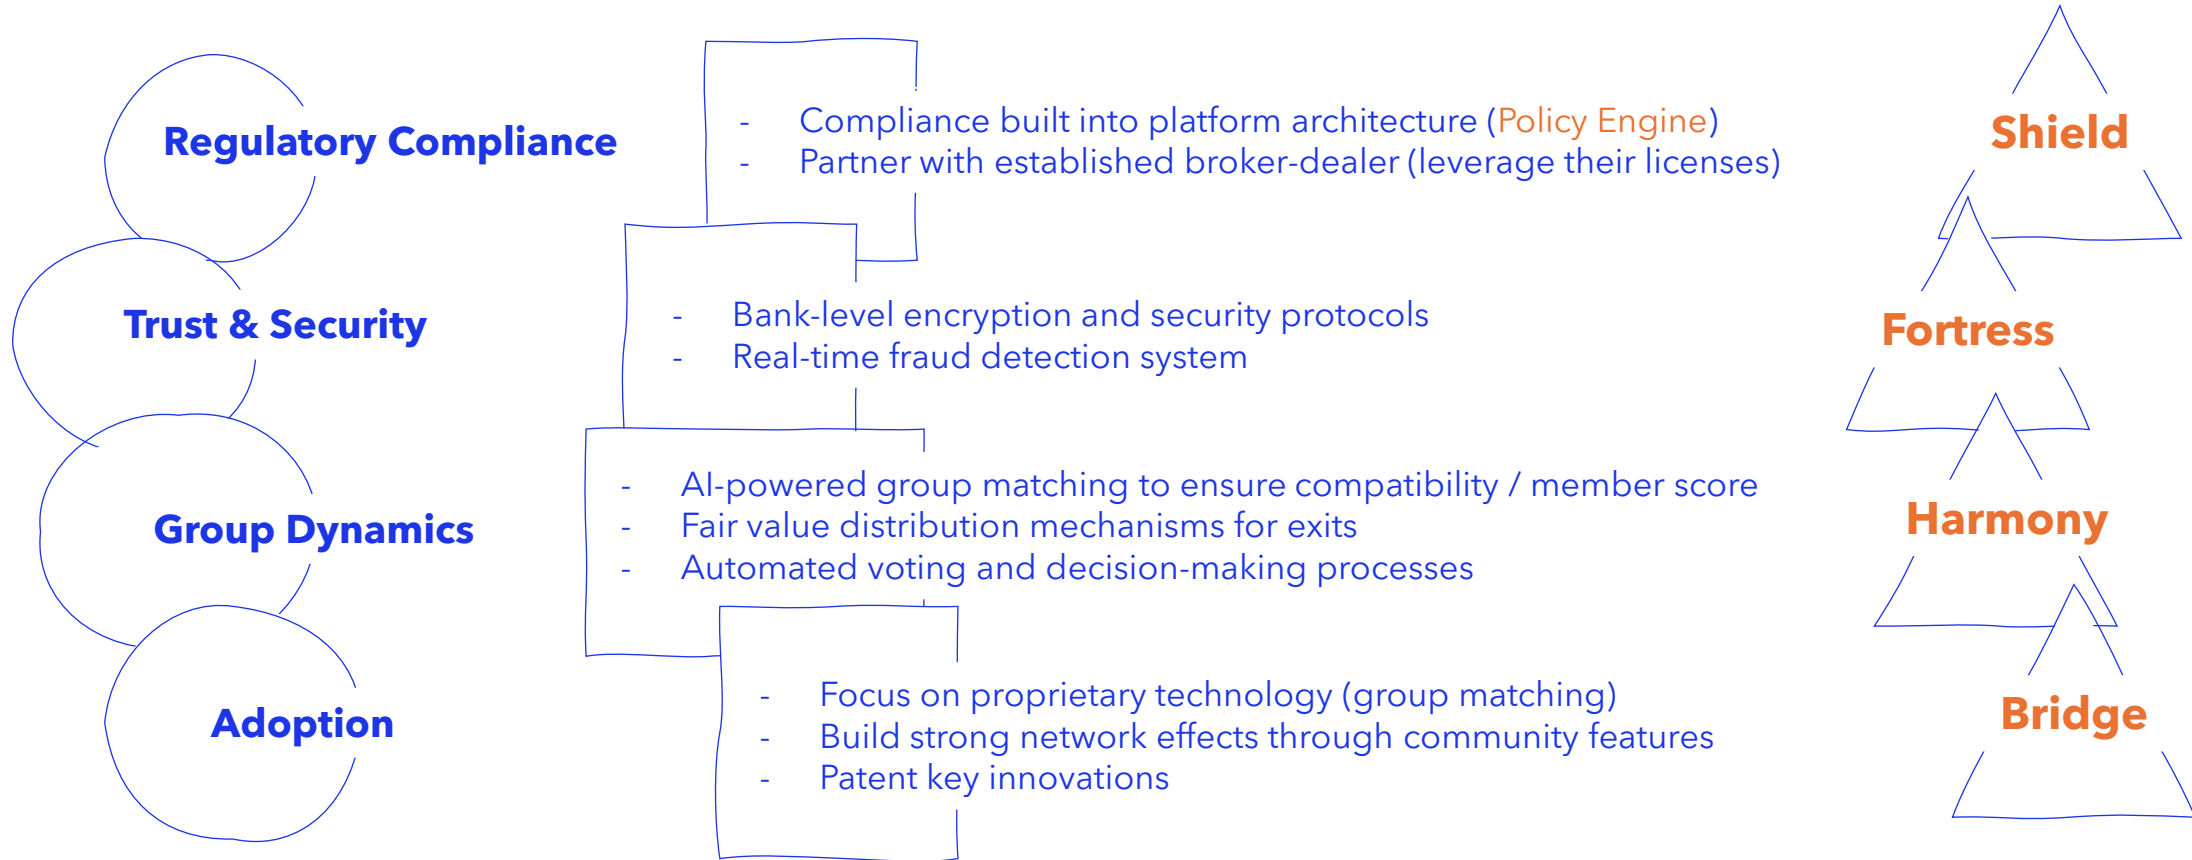 Regulatory Compliance
- Compliance built into platform architecture (Policy Engine)
- Partner with established broker-dealer (leverage their licenses)
Shield
Trust & Security
- Bank-level encryption and security protocols
- Real-time fraud detection system
Fortress
Group Dynamics
- AI-powered group matching to ensure compatibility / member score
- Fair value distribution mechanisms for exits
- Automated voting and decision-making processes
Harmony
Adoption
- Focus on proprietary technology (group matching)
- Build strong network effects through community features
- Patent key innovations
Bridge